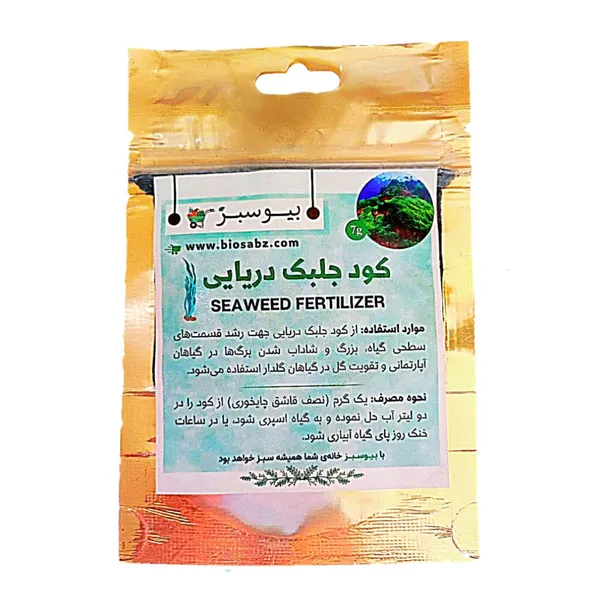 بیوسبز
7g
www.biosabz.com
کود جلبک دریایی
SEAWEED FERTILIZER
موارد استفاده: از کود جلبک دریایی جهت رشد قسمت‌های
سطحی گیاه، بزرگ و شاداب شدن برگ‌ها در گیاهان
آپارتمانی و تقویت گل در گیاهان گلدار استفاده می‌شود.
نحوه مصرف: یک گرم (نصف قاشق چایخوری) از کود را در
دو لیتر آب حل نموده و به گیاه اسپری شود، یا در ساعات
خنک روز پای گیاه آبیاری شود.
با بیوسبز خانه‌ی شما همیشه سبز خواهد بود